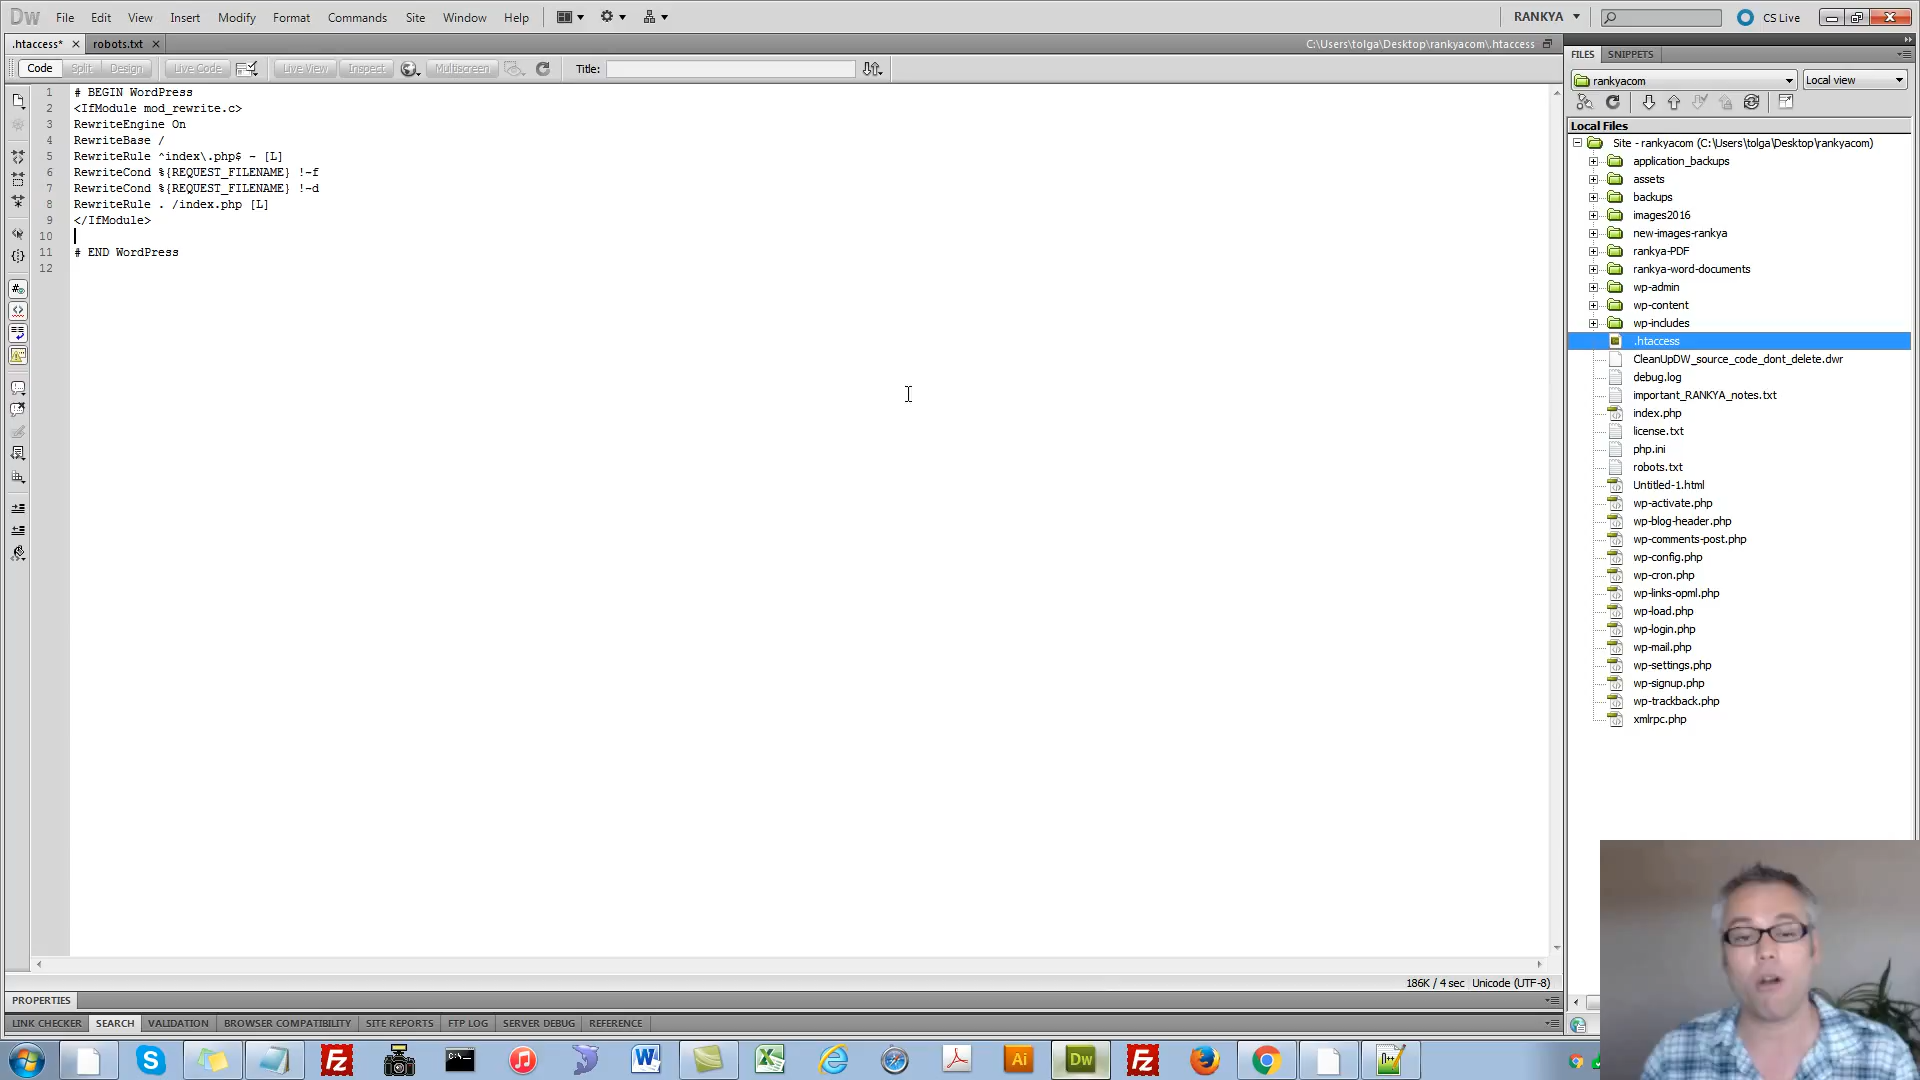 Dw File Edit View Insert Modify Format Commands Site Window Help RANKYA CS Live
.htaccess* robots.txt C:\Users\tolga\Desktop\rankyacom\.htaccess
Code Split Design Live Code Live View Inspect Multiscreen Title:
1 # BEGIN WordPress
2 <IfModule mod_rewrite.c>
3 RewriteEngine On
4 RewriteBase /
5 RewriteRule ^index\.php$ - [L]
6 RewriteCond %{REQUEST_FILENAME} !-f
7 RewriteCond %{REQUEST_FILENAME} !-d
8 RewriteRule . /index.php [L]
9 </IfModule>
10
11 # END WordPress
12
FILES SNIPPETS
rankyacom Local view
Local Files
Site - rankyacom (C:\Users\tolga\Desktop\rankyacom)
application_backups
assets
backups
images2016
new-images-rankya
rankya-PDF
rankya-word-documents
wp-admin
wp-content
wp-includes
.htaccess
CleanUpDW_source_code_dont_delete.dwr
debug.log
important_RANKYA_notes.txt
index.php
license.txt
php.ini
robots.txt
Untitled-1.html
wp-activate.php
wp-blog-header.php
wp-comments-post.php
wp-config.php
wp-cron.php
wp-links-opml.php
wp-load.php
wp-login.php
wp-mail.php
wp-settings.php
wp-signup.php
wp-trackback.php
xmlrpc.php
186K / 4 sec Unicode (UTF-8)
PROPERTIES
LINK CHECKER SEARCH VALIDATION BROWSER COMPATIBILITY SITE REPORTS FTP LOG SERVER DEBUG REFERENCE
Fz W Ai Dw Fz